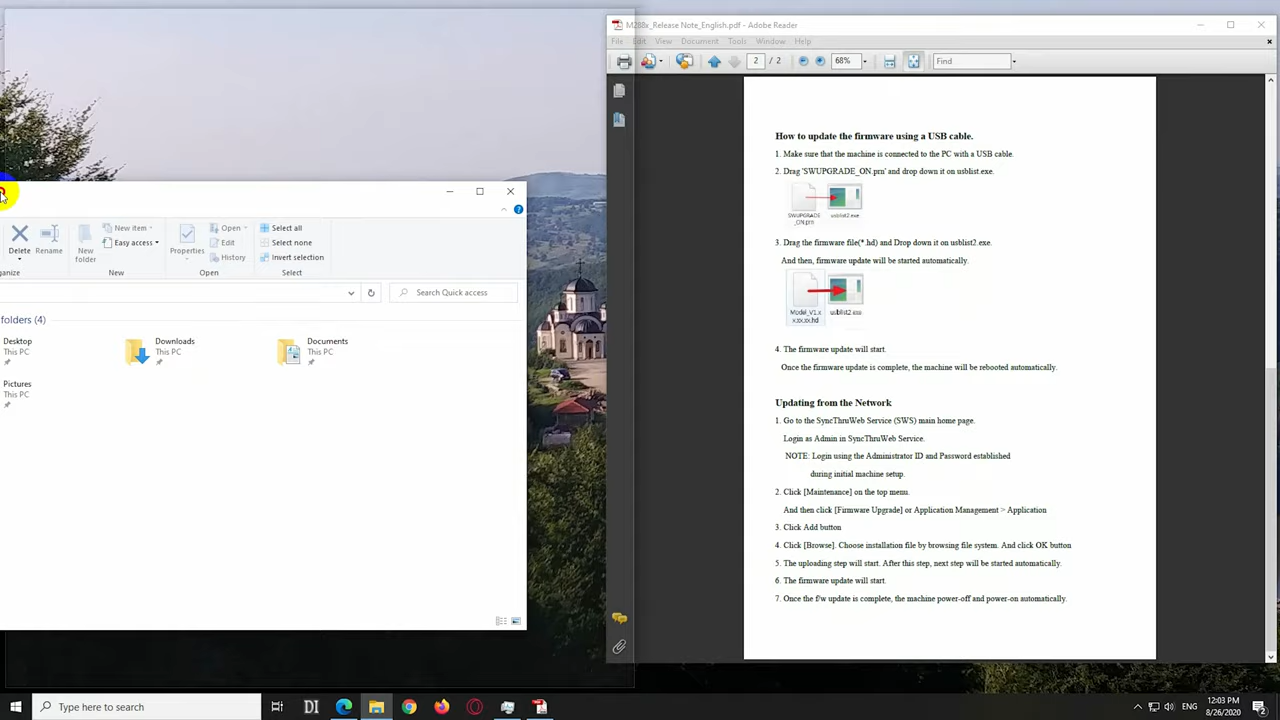 M288x_Release Note_English.pdf - Adobe Reader
File Edit View Document Tools Window Help
2 / 2 68% Find
How to update the firmware using a USB cable.
1. Make sure that the machine is connected to the PC with a USB cable.
2. Drag 'SWUPGRADE_ON.prn' and drop down it on usblist.exe.
SWUPGRADE
_ON.prn
usblist2.exe
3. Drag the firmware file(*.hd) and Drop down it on usblist2.exe.
And then, firmware update will be started automatically.
Model_V1.x
x.xx.xx.hd
usblist2.exe
4. The firmware update will start.
Once the firmware update is complete, the machine will be rebooted automatically.
Updating from the Network
1. Go to the SyncThruWeb Service (SWS) main home page.
Login as Admin in SyncThruWeb Service.
NOTE: Login using the Administrator ID and Password established
during initial machine setup.
2. Click [Maintenance] on the top menu.
And then click [Firmware Upgrade] or Application Management > Application
3. Click Add button
4. Click [Browse]. Choose installation file by browsing file system. And click OK button
5. The uploading step will start. After this step, next step will be started automatically.
6. The firmware update will start.
7. Once the f/w update is complete, the machine power-off and power-on automatically.
Delete
Rename
New
folder
New item
Easy access
Properties
Open
Edit
History
Select all
Select none
Invert selection
New
Open
Select
Search Quick access
folders (4)
Desktop
This PC
Downloads
This PC
Documents
This PC
Pictures
This PC
Type here to search
ENG
12:03 PM
8/26/2020